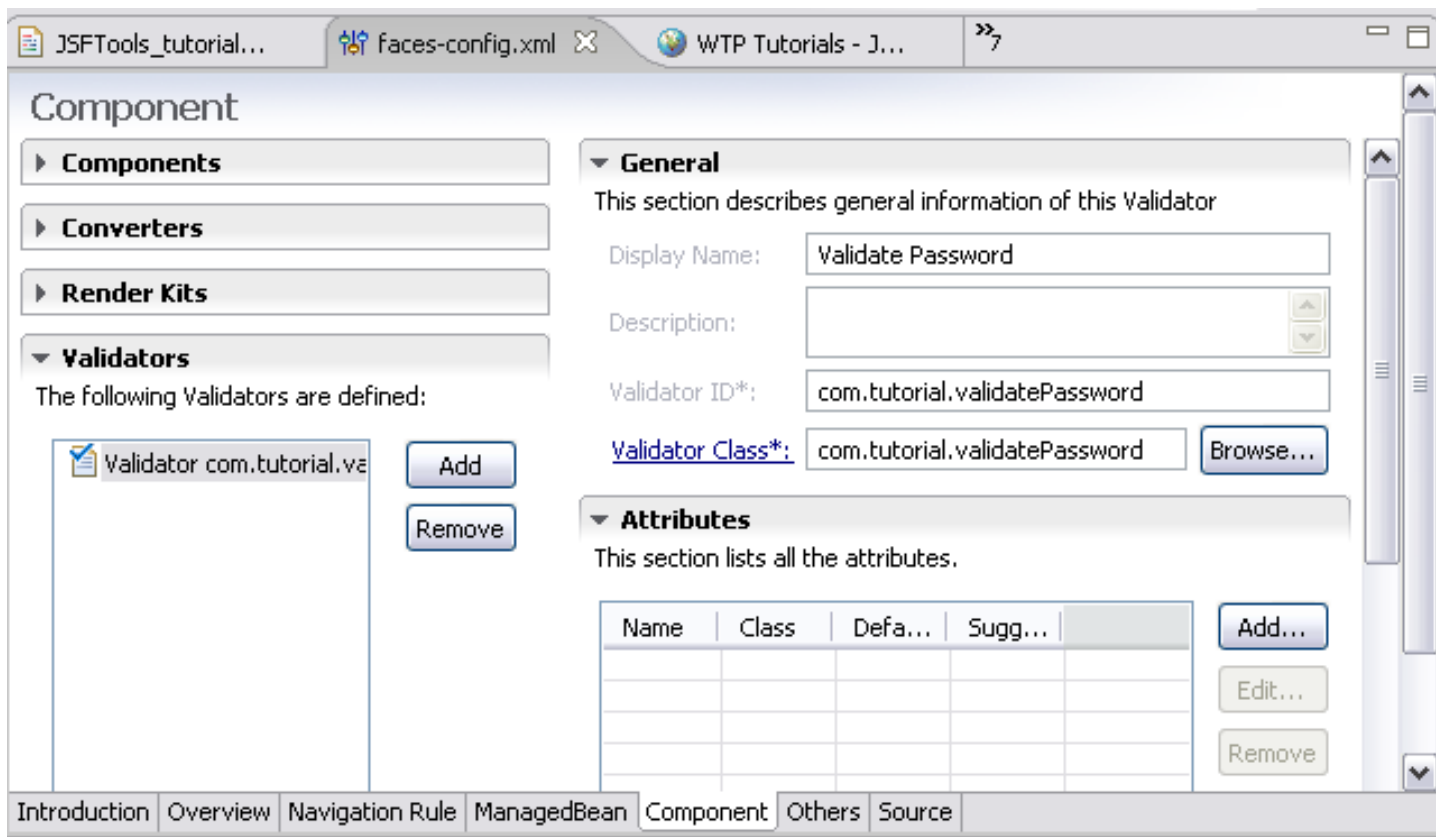 JSFTools_tutorial...
faces-config.xml
WTP Tutorials - J...
»7
Component
Components
Converters
Render Kits
Validators
The following Validators are defined:
Validator com.tutorial.va
Add
Remove
General
This section describes general information of this Validator
Display Name: Validate Password
Description:
Validator ID*: com.tutorial.validatePassword
Validator Class*: com.tutorial.validatePassword Browse...
Attributes
This section lists all the attributes.
Name Class Defa... Sugg...
Add...
Edit...
Remove
Introduction Overview Navigation Rule ManagedBean Component Others Source